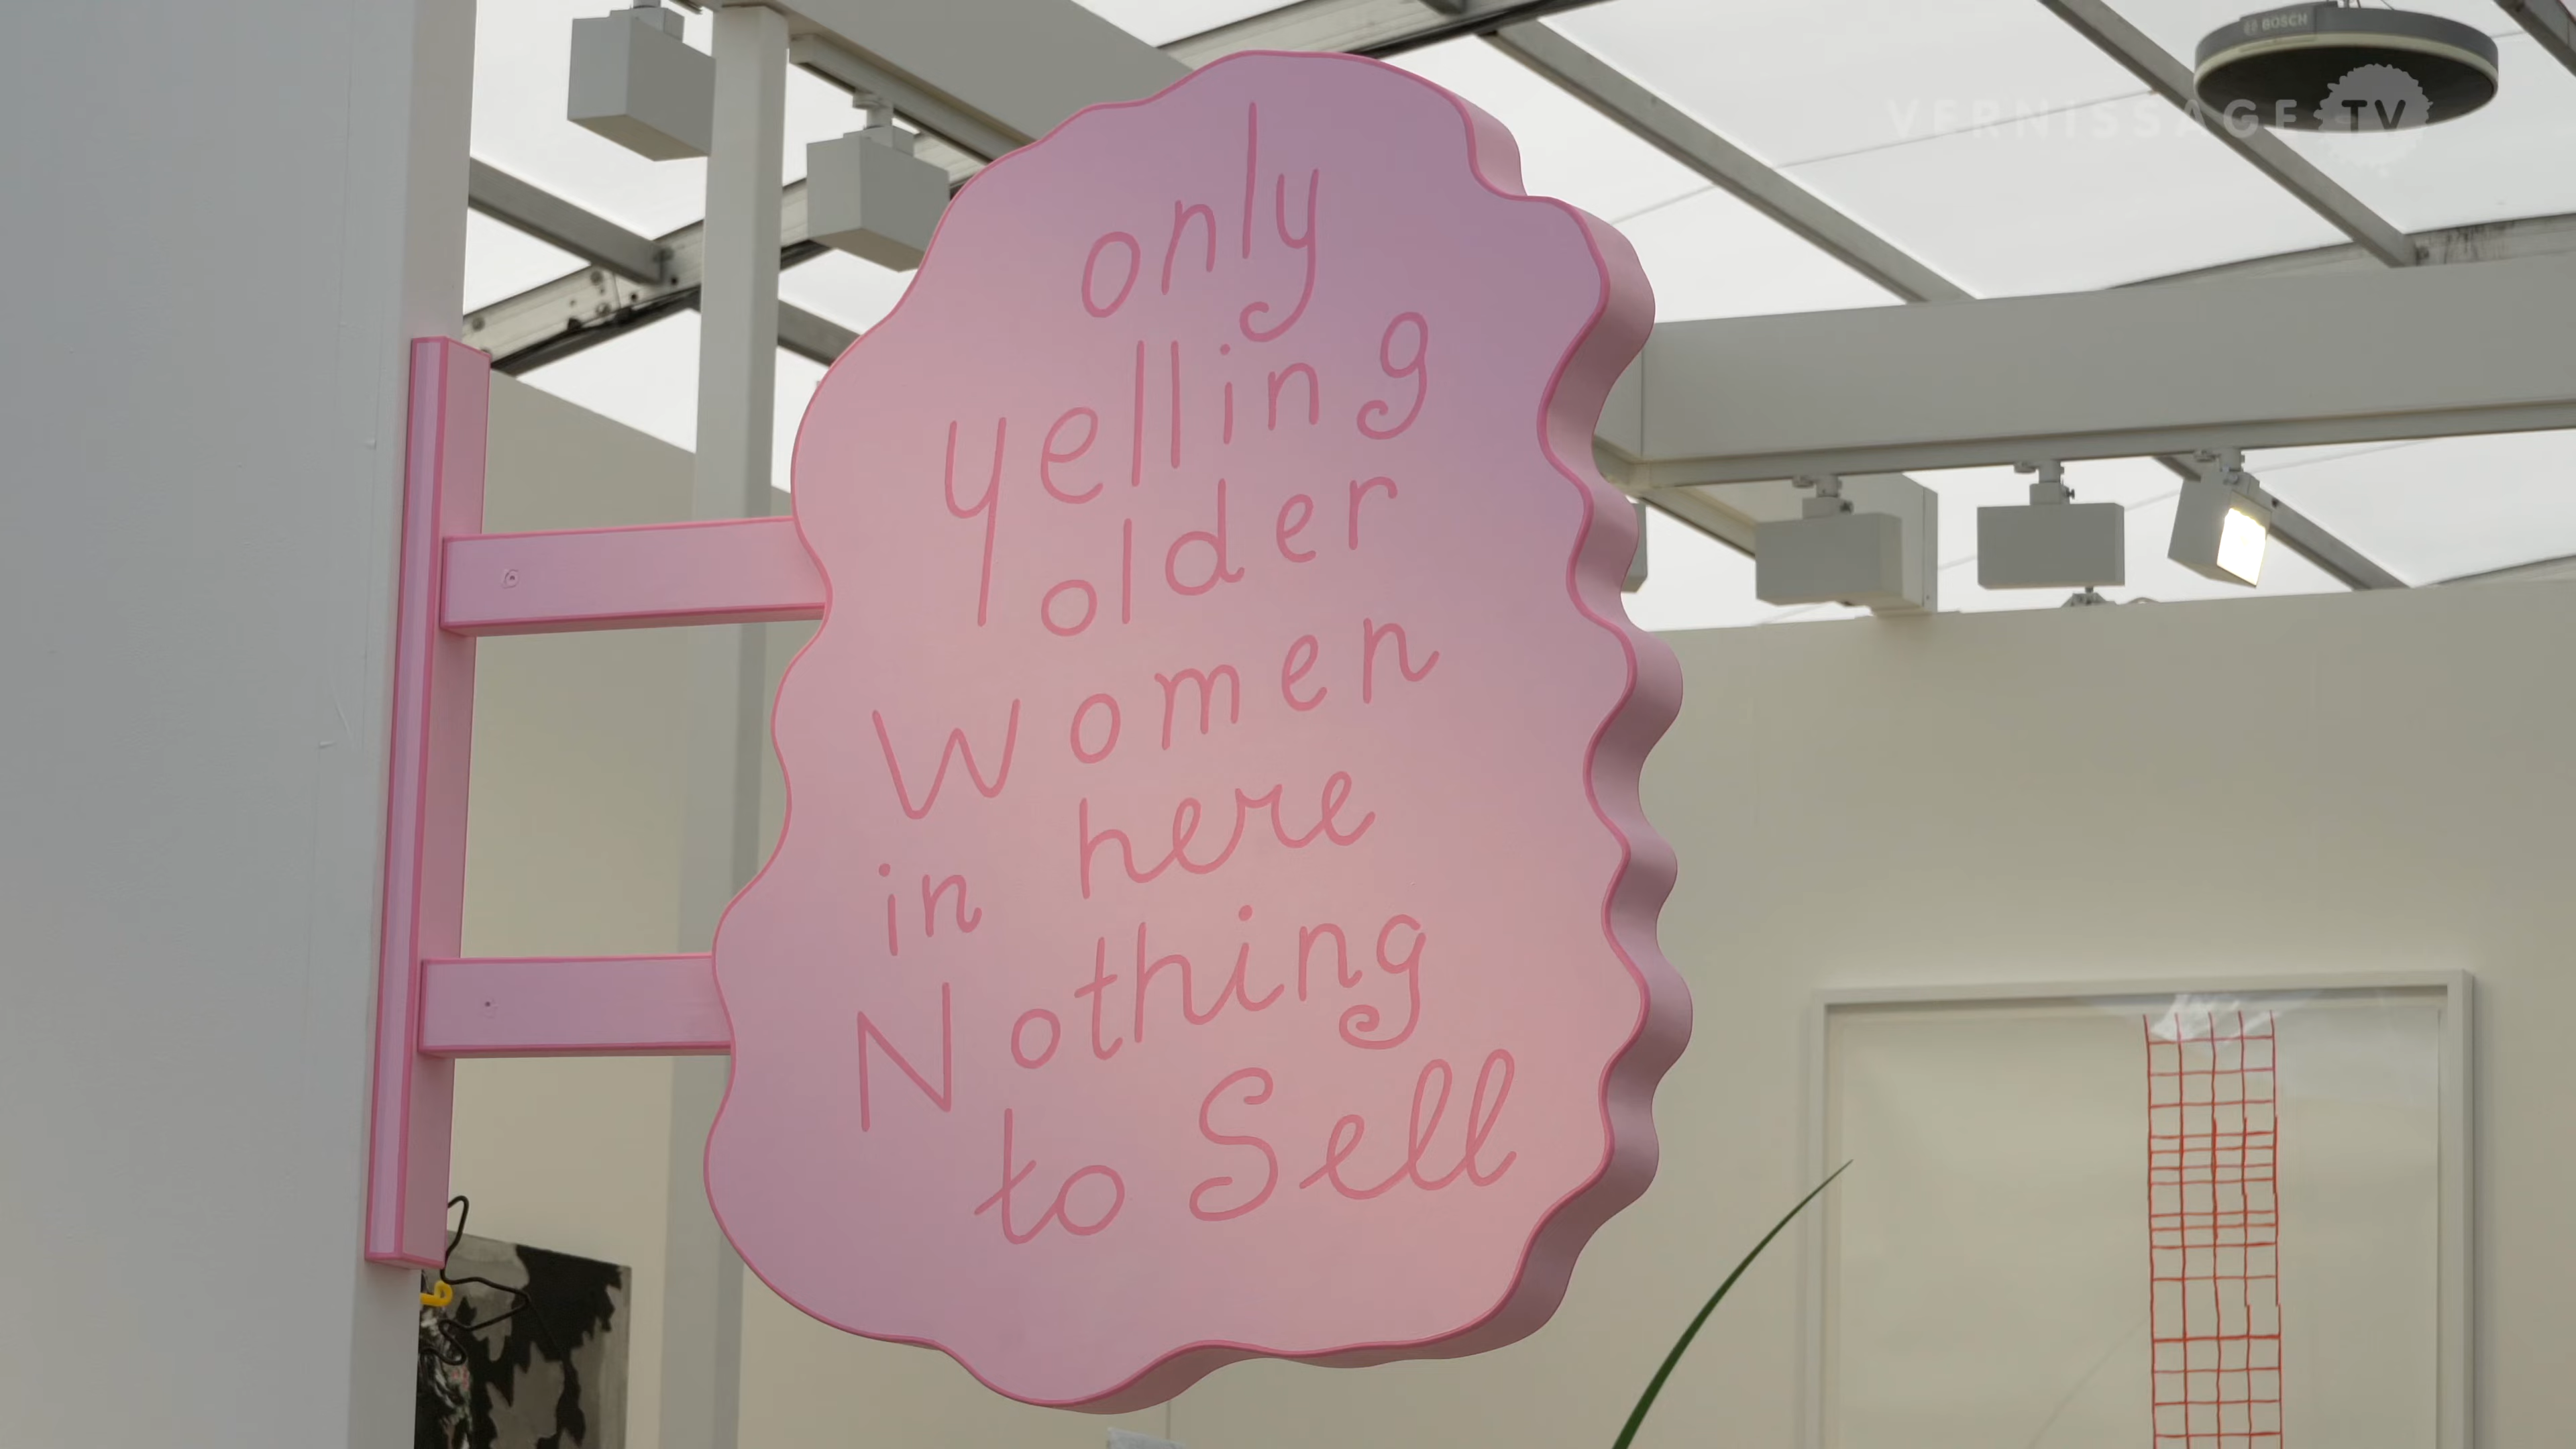 BOSCH
VERNISSAGE TV
only
yelling
older
Women
in here
Nothing
to Sell